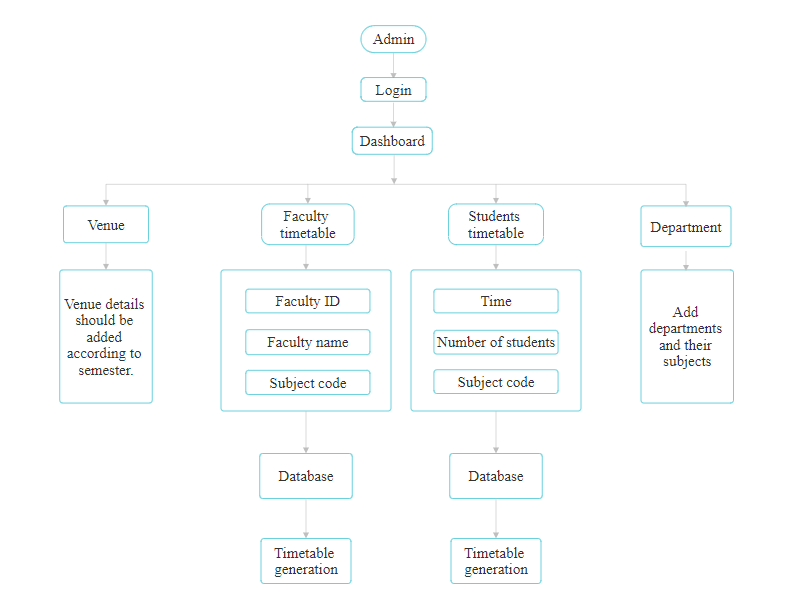 Admin
Login
Dashboard
Venue
Faculty
timetable
Students
timetable
Department
Venue details
should be
added
according to
semester.
Faculty ID
Faculty name
Subject code
Time
Number of students
Subject code
Add
departments
and their
subjects
Database
Database
Timetable
generation
Timetable
generation